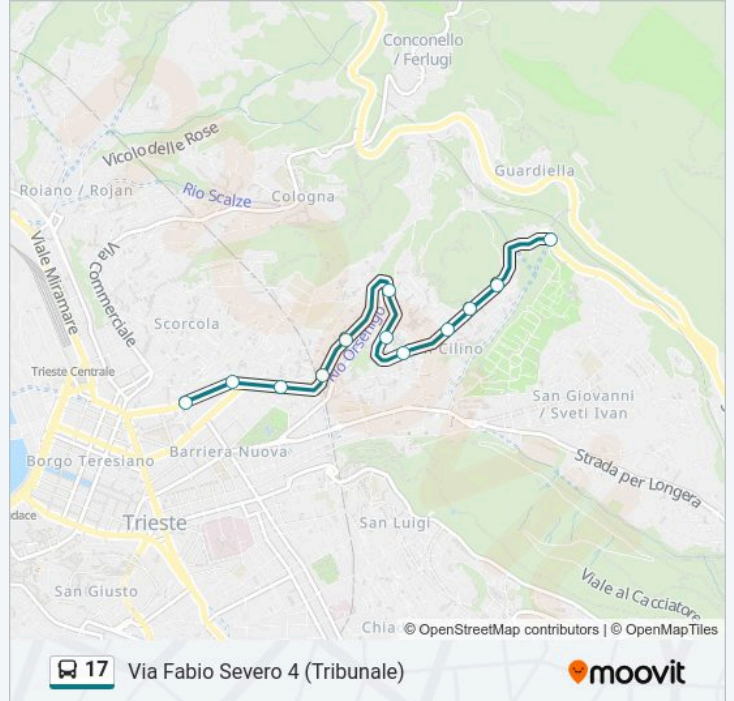 Conconello
/ Ferlugi
Vicolo delle Rose
Guardiella
Roiano / Rojan
Rio Scalze
Cologna
Viale Miramare
Via Commerciale
Scorcola
Rio Orsenigo
Trieste Centrale
Cilino
San Giovanni
/ Sveti Ivan
Barriera Nuova
Borgo Teresiano
Strada per Longera
Trieste
San Luigi
San Giusto
Viale al Cacciatore
Chia
© OpenStreetMap contributors | © OpenMapTiles
17 Via Fabio Severo 4 (Tribunale)
moovit